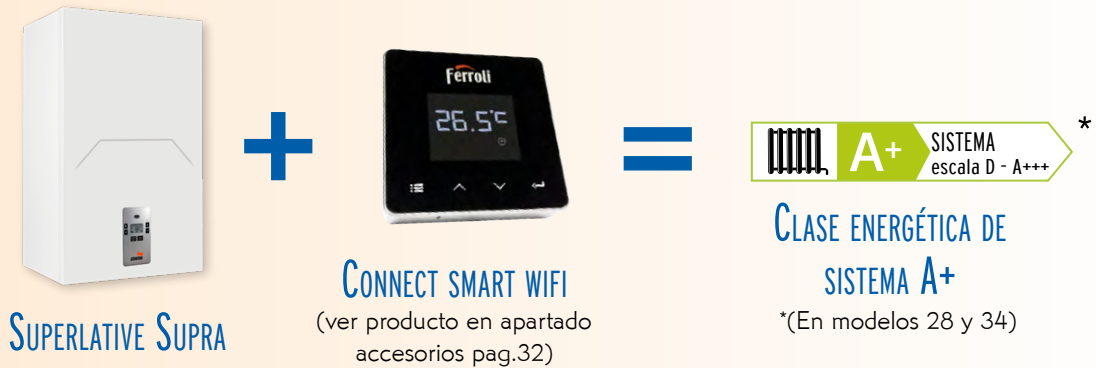 SUPERLATIVE SUPRA
Ferroli
26.5°C
CONNECT SMART WIFI
(ver producto en apartado
accesorios pag.32)
A+
SISTEMA
escala D - A+++
*
CLASE ENERGÉTICA DE
SISTEMA A+
*(En modelos 28 y 34)